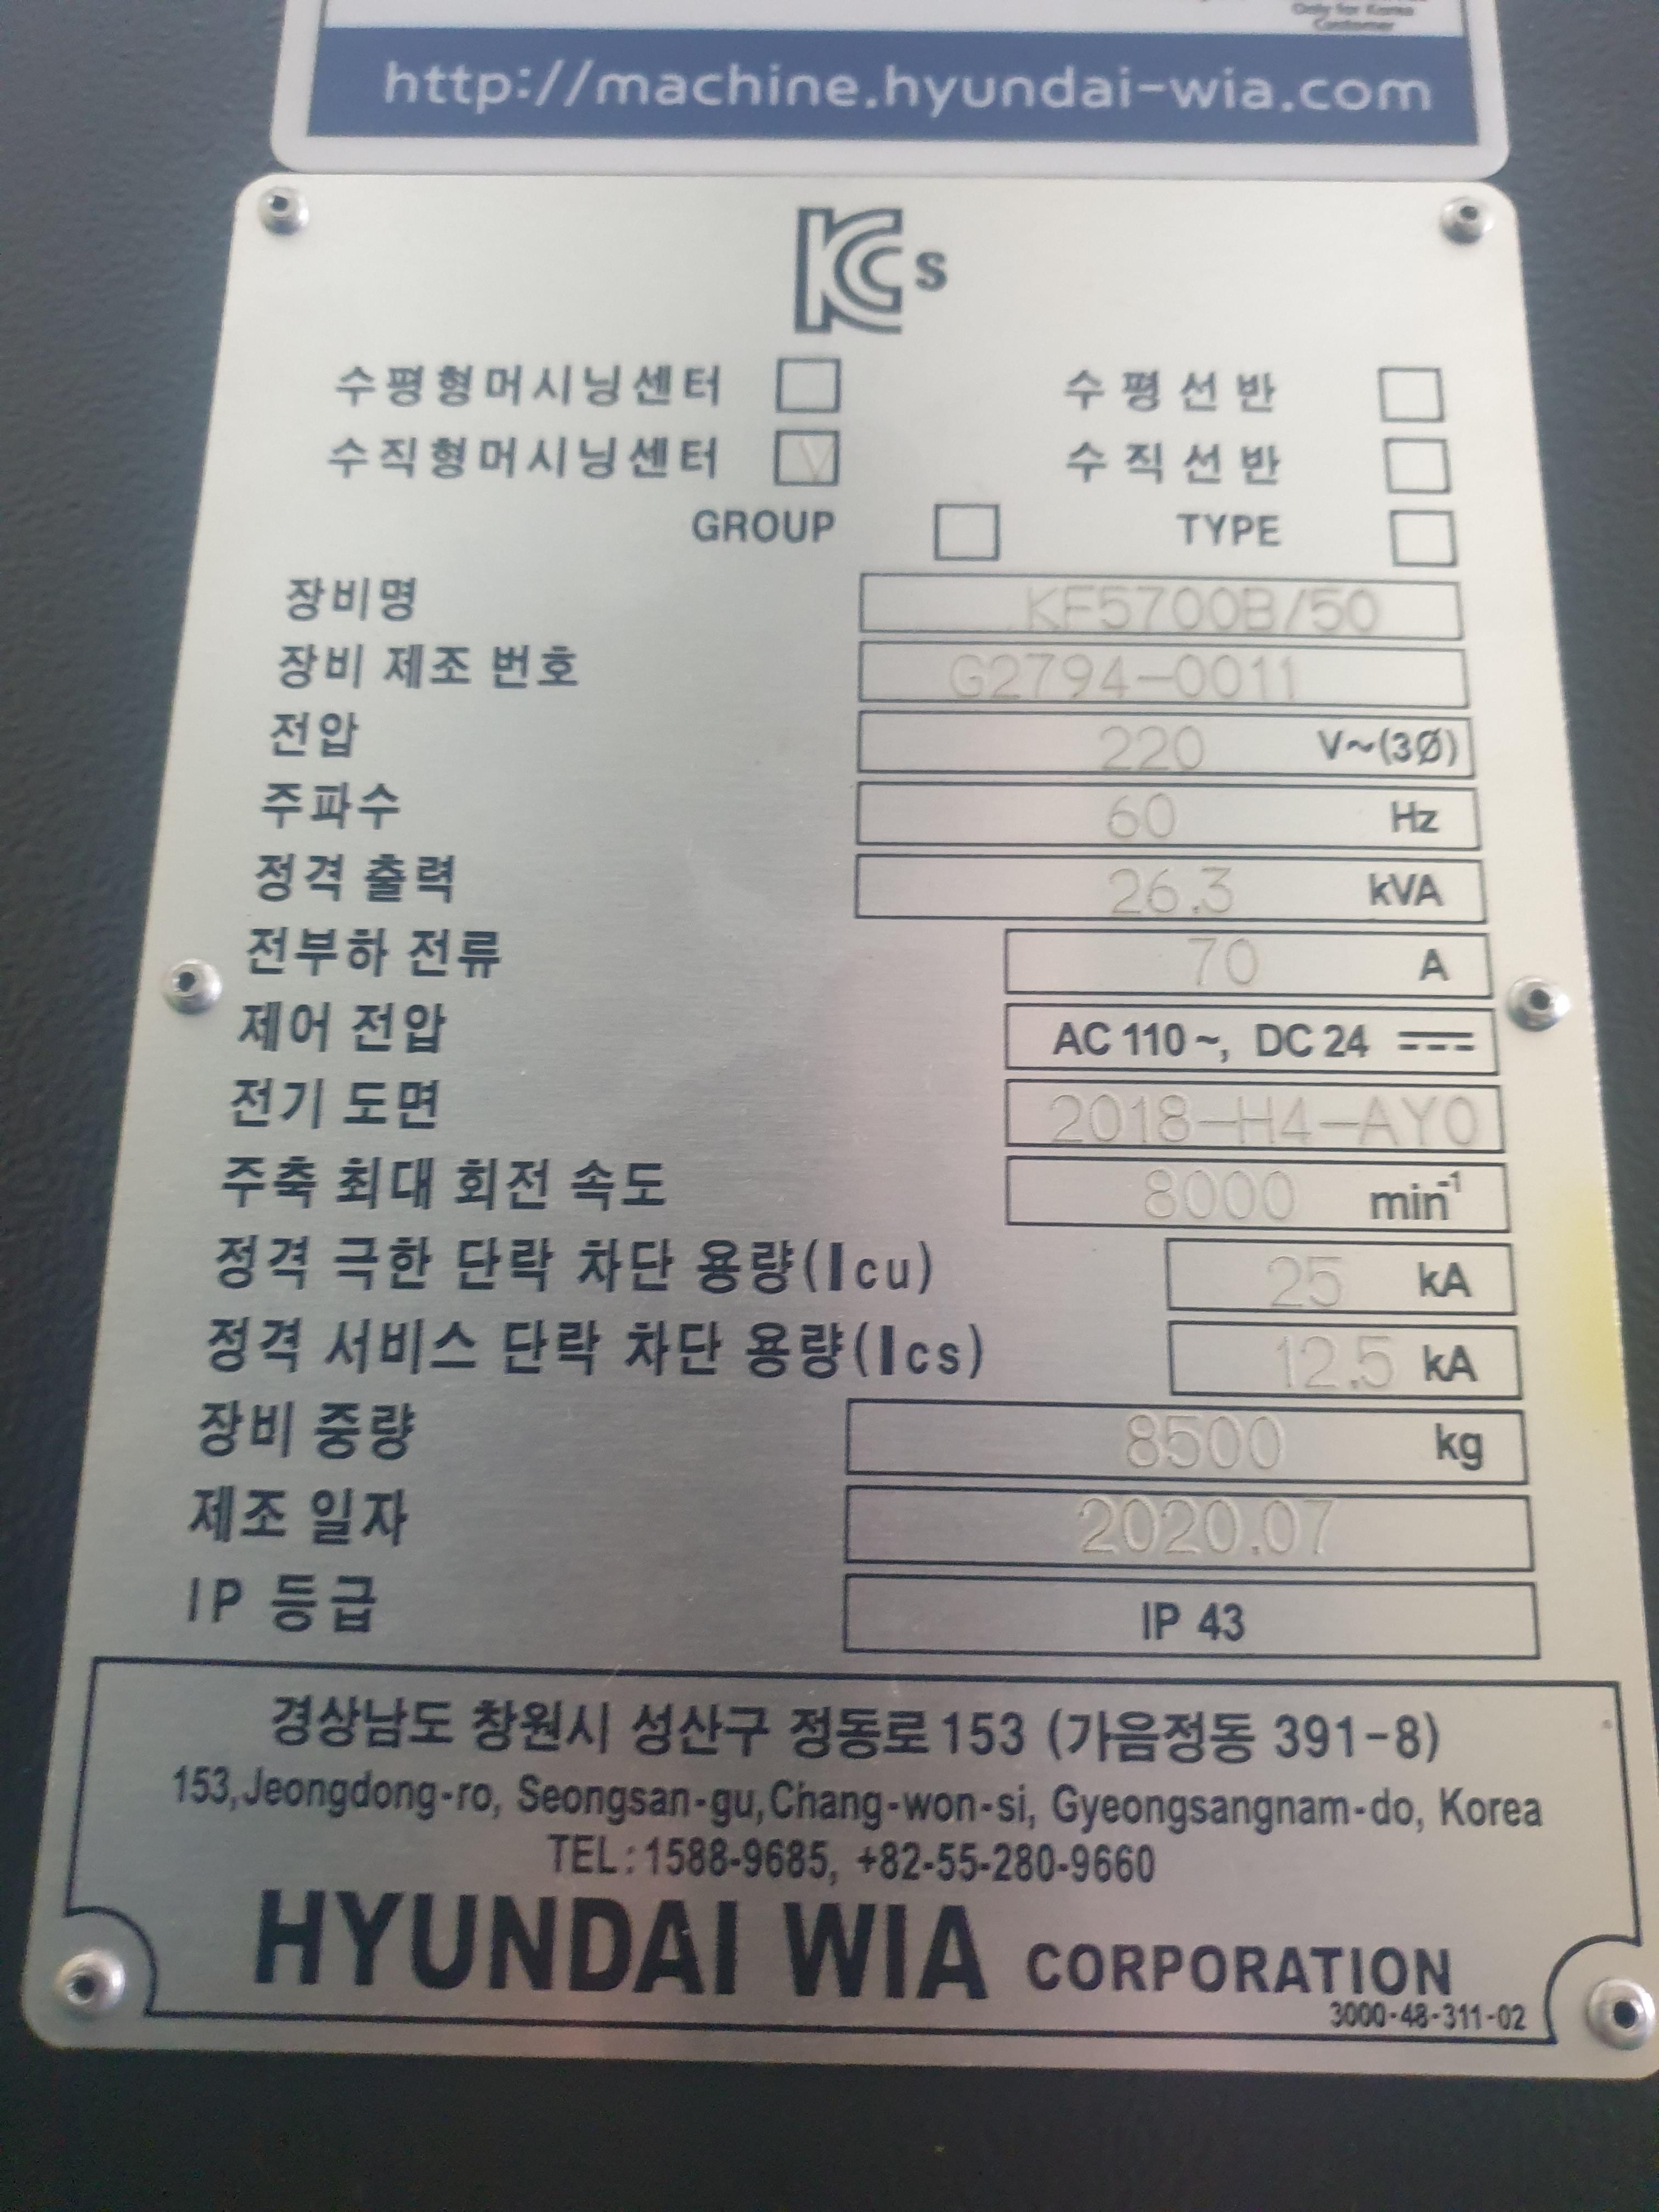 Only for Korea
Customer
http://machine.hyundai-wia.com
KCs
수평형머시닝센터 수평선반
수직형머시닝센터 V 수직선반
GROUP TYPE
장비명 KF5700B/50
장비 제조 번호 G2794-0011
전압 220 V~(3Ø)
주파수 60 Hz
정격 출력 26.3 kVA
전부하 전류 70 A
제어 전압 AC 110~, DC 24
전기 도면 2018-H4-AY0
주축 최대 회전 속도 8000 min⁻¹
정격 극한 단락 차단 용량(Icu) 25 kA
정격 서비스 단락 차단 용량(Ics) 12.5 kA
장비 중량 8500 kg
제조 일자 2020.07
IP 등급 IP 43
경상남도 창원시 성산구 정동로 153 (가음정동 391-8)
153,Jeongdong-ro, Seongsan-gu,Chang-won-si, Gyeongsangnam-do, Korea
TEL:1588-9685, +82-55-280-9660
HYUNDAI WIA CORPORATION
3000-48-311-02